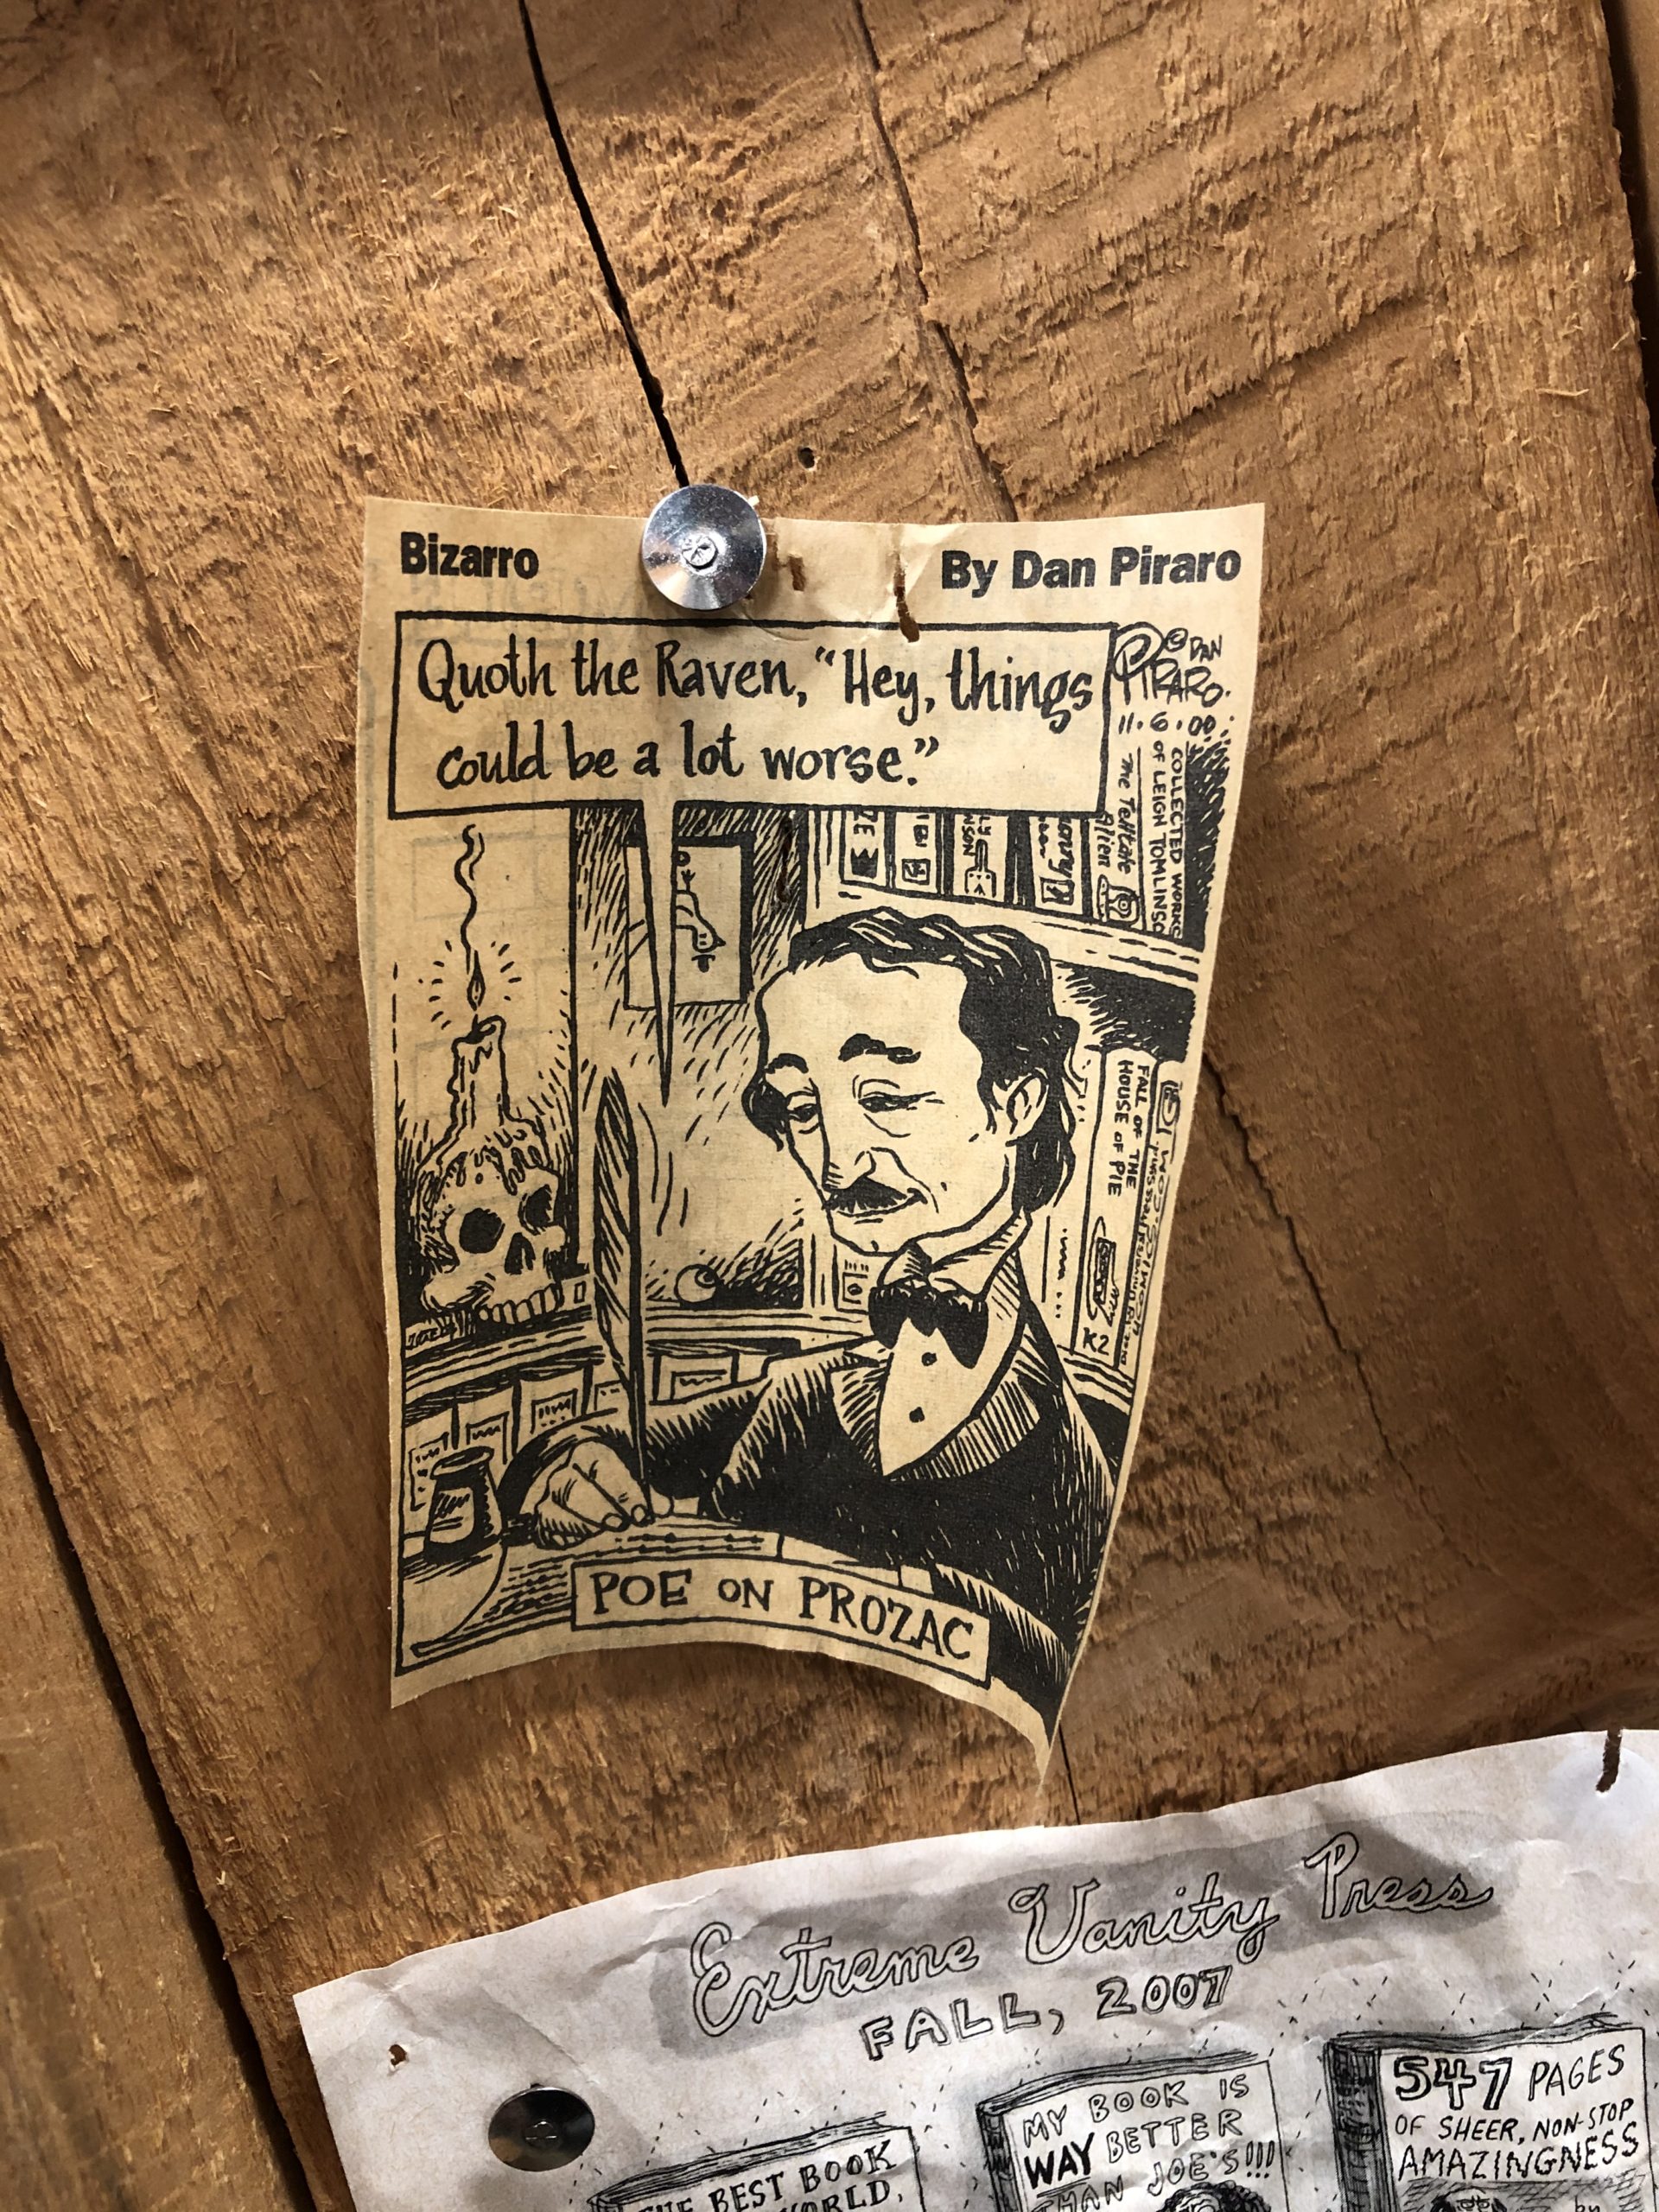 Bizarro
By Dan Piraro
Quoth the Raven, “Hey, things
could be a lot worse.”
© DAN
PIRARO.
11.6.00
The Telltale
Alien
COLLECTED WORKS
OF LEIGH TOMLINSO
FALL OF THE
HOUSE OF PIE
K2
POE ON PROZAC
Extreme Vanity Press
FALL, 2007
THE BEST BOOK
WORLD,
MY BOOK IS
WAY BETTER
THAN JOE'S!!!
547 PAGES
OF SHEER, NON-STOP
AMAZINGNESS
BY